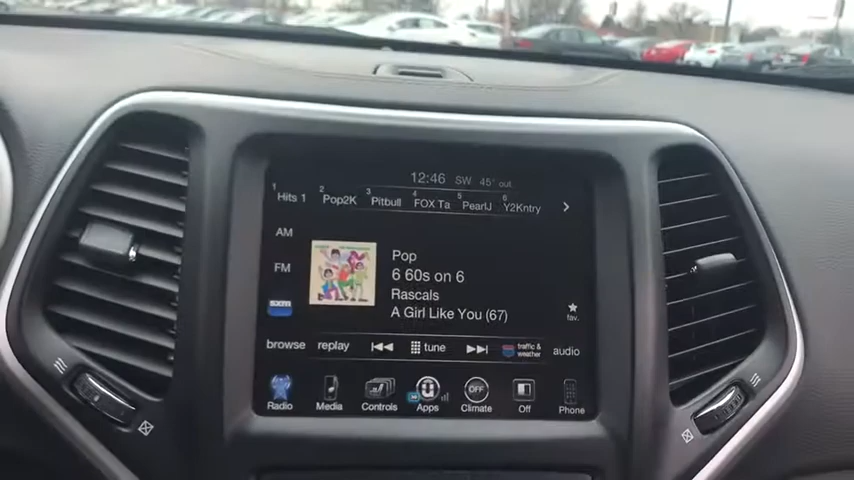 12:46 SW 45° out
1 Hits 1 2 Pop2K 3 Pitbull 4 FOX Ta 5 PearlJ 6 Y2Kntry
AM
FM
sxm
Pop
6 60s on 6
Rascals
A Girl Like You (67)
fav.
browse replay tune traffic & weather audio
Radio Media Controls Apps OFF Climate Off Phone